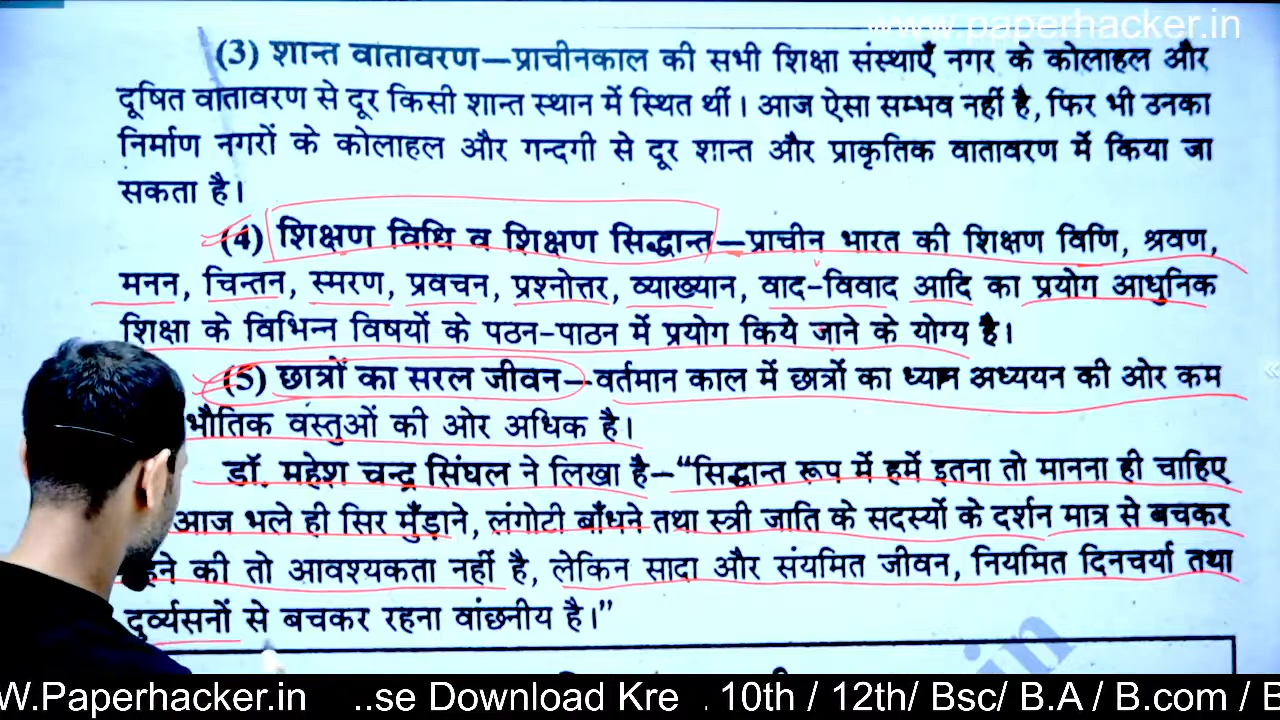 www.paperhacker.in
(3) शान्त वातावरण—प्राचीनकाल की सभी शिक्षा संस्थाएँ नगर के कोलाहल और
दूषित वातावरण से दूर किसी शान्त स्थान में स्थित थीं। आज ऐसा सम्भव नहीं है, फिर भी उनका
निर्माण नगरों के कोलाहल और गन्दगी से दूर शान्त और प्राकृतिक वातावरण में किया जा
सकता है।
(4) शिक्षण विधि व शिक्षण सिद्धान्त—प्राचीन भारत की शिक्षण विणि, श्रवण,
मनन, चिन्तन, स्मरण, प्रवचन, प्रश्नोत्तर, व्याख्यान, वाद-विवाद आदि का प्रयोग आधुनिक
शिक्षा के विभिन्न विषयों के पठन-पाठन में प्रयोग किये जाने के योग्य है।
(5) छात्रों का सरल जीवन—वर्तमान काल में छात्रों का ध्यान अध्ययन की ओर कम
भौतिक वस्तुओं की ओर अधिक है।
डॉ. महेश चन्द्र सिंघल ने लिखा है—“सिद्धान्त रूप में हमें इतना तो मानना ही चाहिए
आज भले ही सिर मुँड़ाने, लंगोटी बाँधने तथा स्त्री जाति के सदस्यों के दर्शन मात्र से बचकर
की तो आवश्यकता नहीं है, लेकिन सादा और संयमित जीवन, नियमित दिनचर्या तथा
दुर्व्यसनों से बचकर रहना वांछनीय है।”
in
W.Paperhacker.in ..se Download Kre . 10th / 12th/ Bsc/ B.A / B.com / B